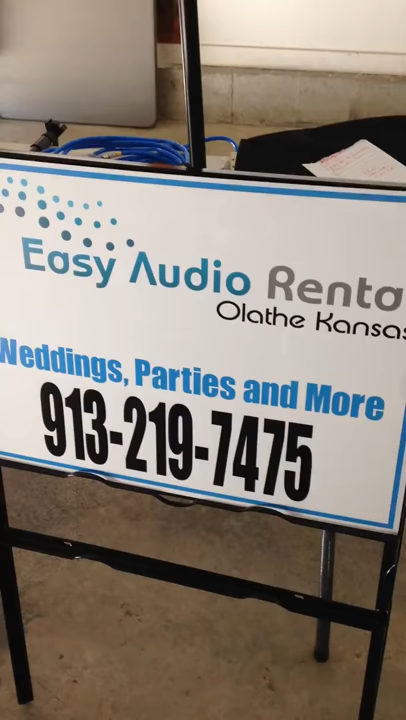 Easy Audio Renta
Olathe Kansas
Weddings, Parties and More
913-219-7475